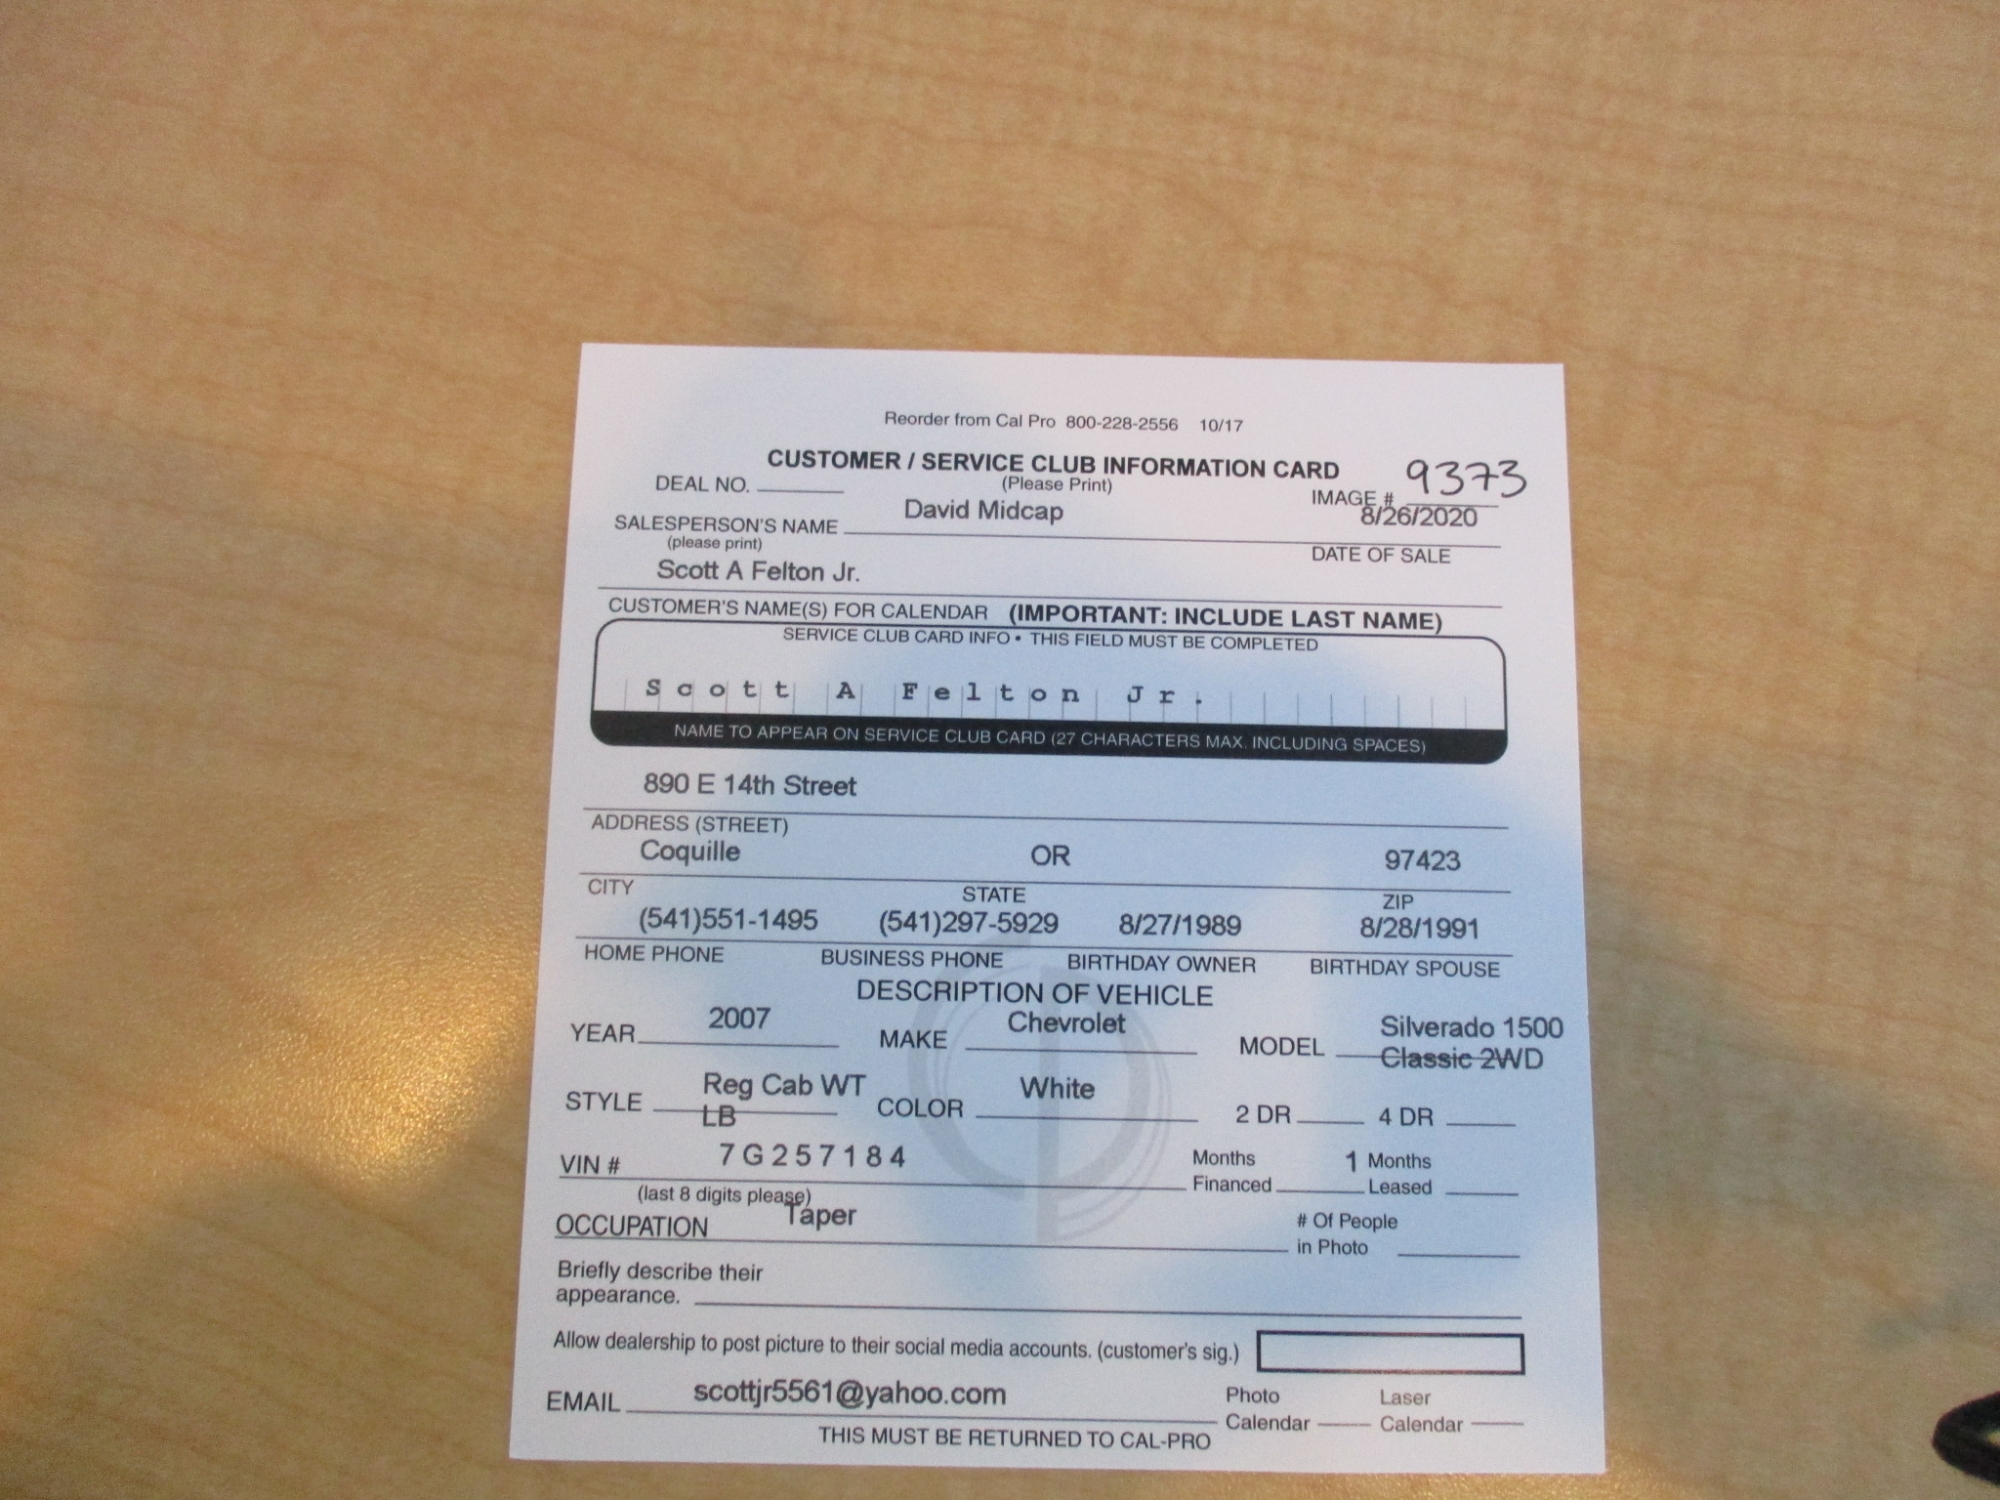 Reorder from Cal Pro 800-228-2556 10/17
CUSTOMER / SERVICE CLUB INFORMATION CARD
(Please Print)
9373
DEAL NO.
IMAGE #
David Midcap
8/26/2020
SALESPERSON'S NAME
(please print)
DATE OF SALE
Scott A Felton Jr.
CUSTOMER'S NAME(S) FOR CALENDAR (IMPORTANT: INCLUDE LAST NAME)
SERVICE CLUB CARD INFO • THIS FIELD MUST BE COMPLETED
Scott A Felton Jr.
NAME TO APPEAR ON SERVICE CLUB CARD (27 CHARACTERS MAX. INCLUDING SPACES)
890 E 14th Street
ADDRESS (STREET)
Coquille OR 97423
CITY STATE ZIP
(541)551-1495 (541)297-5929 8/27/1989 8/28/1991
HOME PHONE BUSINESS PHONE BIRTHDAY OWNER BIRTHDAY SPOUSE
DESCRIPTION OF VEHICLE
YEAR 2007 MAKE Chevrolet MODEL Silverado 1500
Classic 2WD
STYLE Reg Cab WT COLOR White 2 DR 4 DR
LB
VIN # 7G257184 Months 1 Months
Financed Leased
(last 8 digits please)
OCCUPATION Taper # Of People
in Photo
Briefly describe their
appearance.
Allow dealership to post picture to their social media accounts. (customer's sig.)
EMAIL scottjr5561@yahoo.com Photo Laser
Calendar Calendar
THIS MUST BE RETURNED TO CAL-PRO